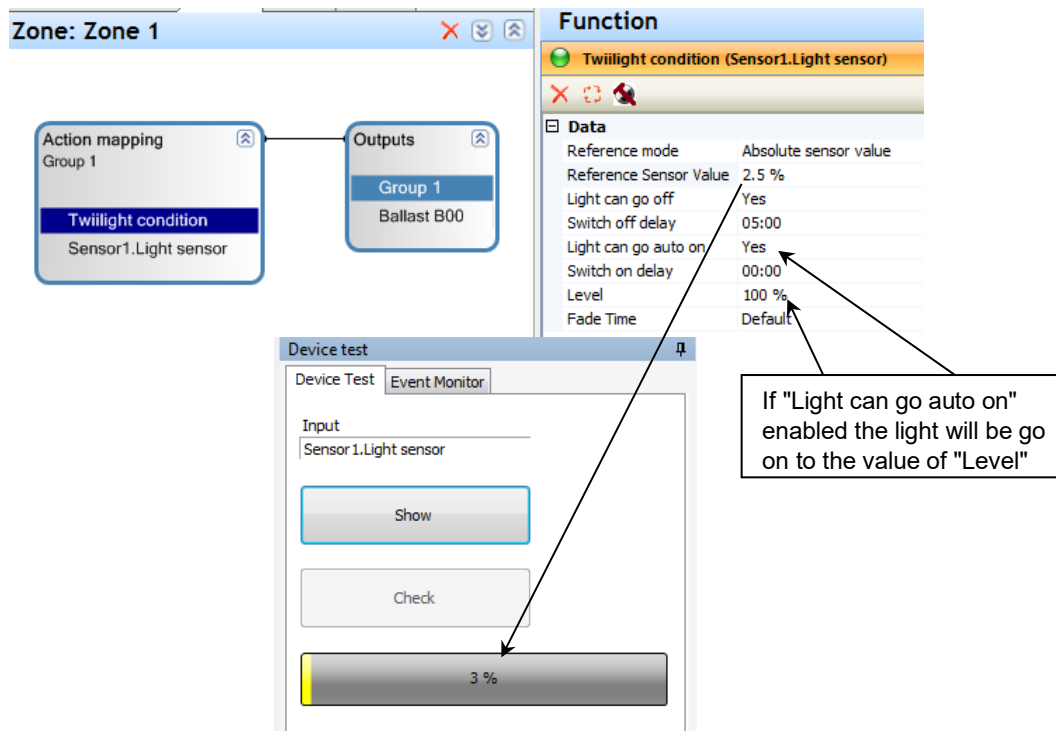 Zone: Zone 1
Action mapping
Group 1
Twiilight condition
Sensor1.Light sensor
Outputs
Group 1
Ballast B00
Function
Twiilight condition (Sensor1.Light sensor)
Data
Reference mode Absolute sensor value
Reference Sensor Value 2.5 %
Light can go off Yes
Switch off delay 05:00
Light can go auto on Yes
Switch on delay 00:00
Level 100 %
Fade Time Default
Device test
Device Test Event Monitor
Input
Sensor1.Light sensor
Show
Check
3 %
If "Light can go auto on"
enabled the light will be go
on to the value of "Level"